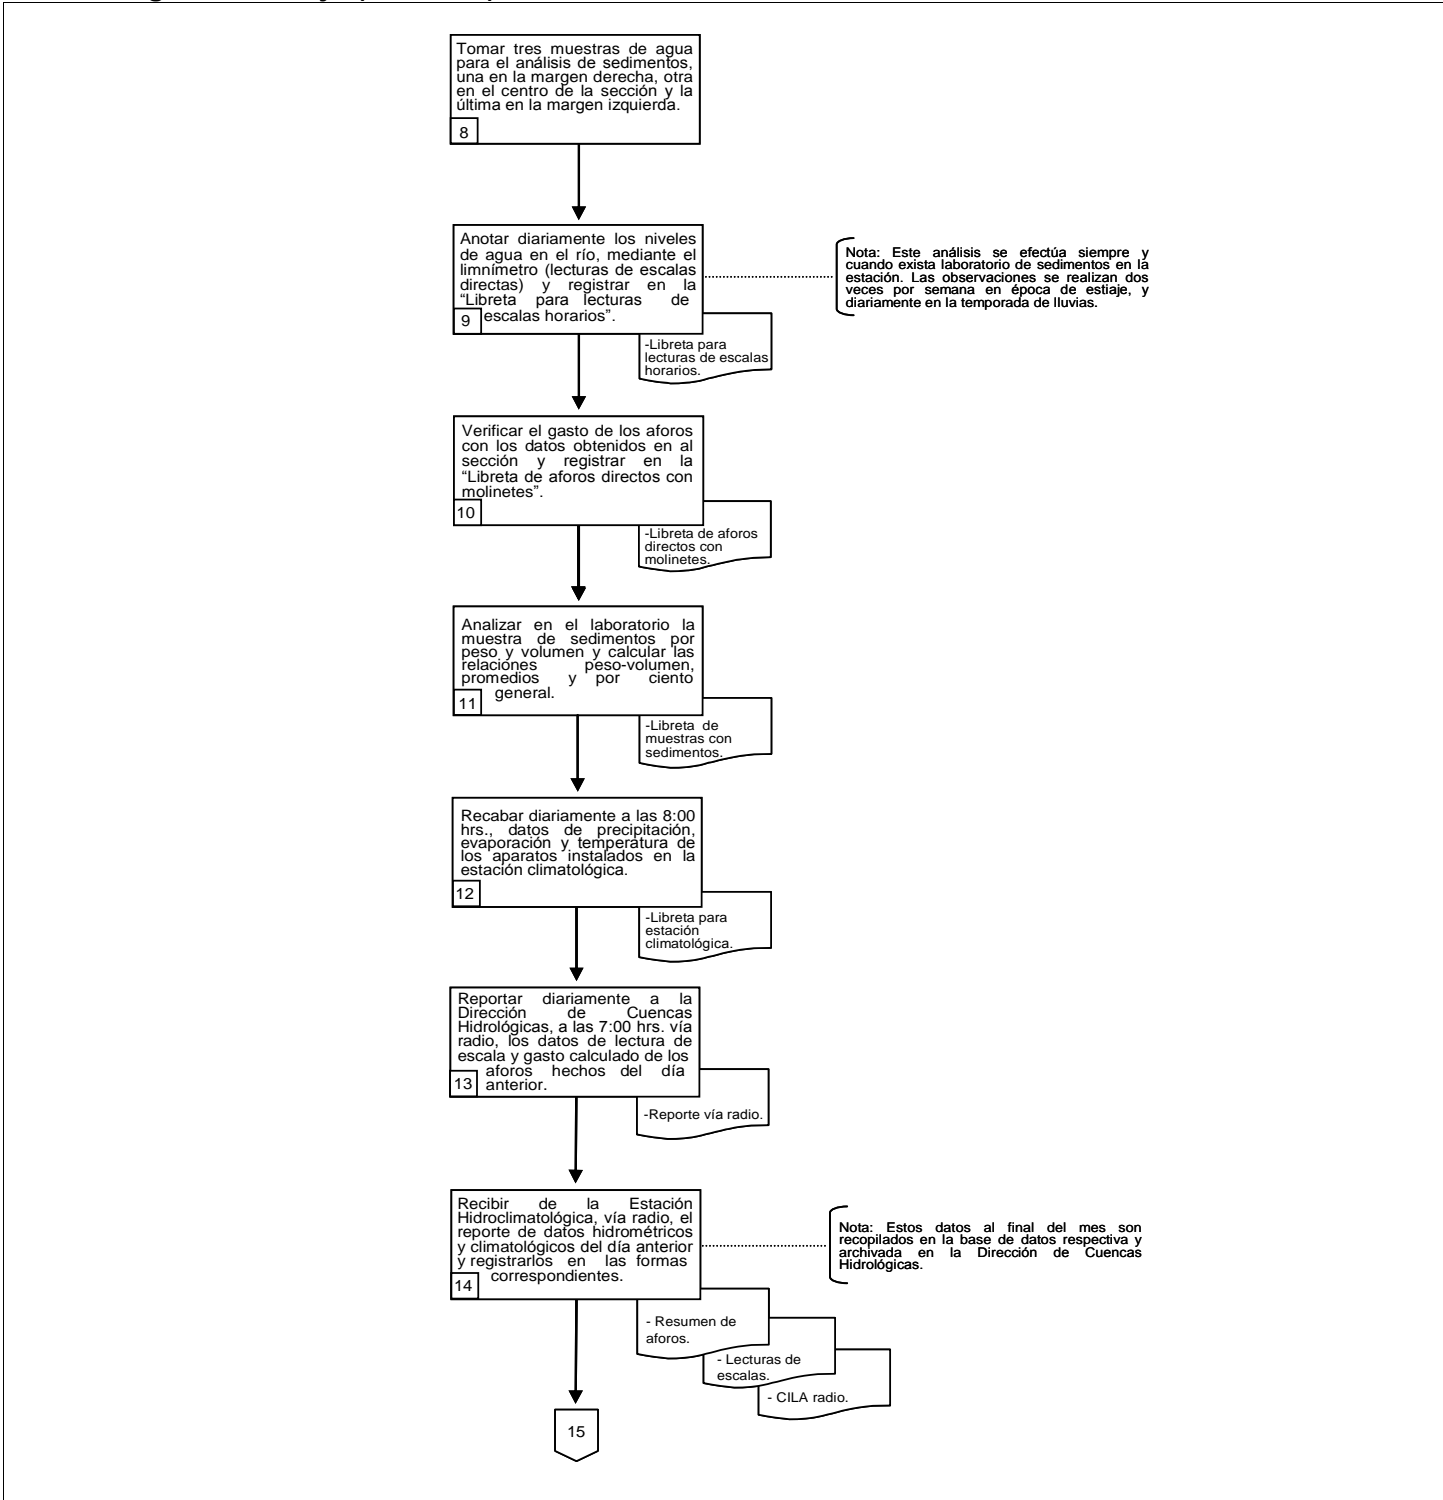 Tomar tres muestras de agua
para el análisis de sedimentos,
una en la margen derecha, otra
en el centro de la sección y la
última en la margen izquierda.
8
Anotar diariamente los niveles
de agua en el río, mediante el
limnímetro (lecturas de escalas
directas) y registrar en la
“Libreta para lecturas de
escalas horarios”.
9
Nota: Este análisis se efectúa siempre y
cuando exista laboratorio de sedimentos en la
estación. Las observaciones se realizan dos
veces por semana en época de estiaje, y
diariamente en la temporada de lluvias.
-Libreta para
lecturas de escalas
horarios.
Verificar el gasto de los aforos
con los datos obtenidos en al
sección y registrar en la
“Libreta de aforos directos con
molinetes”.
10
-Libreta de aforos
directos con
molinetes.
Analizar en el laboratorio la
muestra de sedimentos por
peso y volumen y calcular las
relaciones peso-volumen,
promedios y por ciento
general.
11
-Libreta de
muestras con
sedimentos.
Recabar diariamente a las 8:00
hrs., datos de precipitación,
evaporación y temperatura de
los aparatos instalados en la
estación climatológica.
12
-Libreta para
estación
climatológica.
Reportar diariamente a la
Dirección de Cuencas
Hidrológicas, a las 7:00 hrs. vía
radio, los datos de lectura de
escala y gasto calculado de los
aforos hechos del día
anterior.
13
-Reporte vía radio.
Recibir de la Estación
Hidroclimatológica, vía radio, el
reporte de datos hidrométricos
y climatológicos del día anterior
y registrarlos en las formas
correspondientes.
14
Nota: Estos datos al final del mes son
recopilados en la base de datos respectiva y
archivada en la Dirección de Cuencas
Hidrológicas.
- Resumen de
aforos.
- Lecturas de
escalas.
- CILA radio.
15